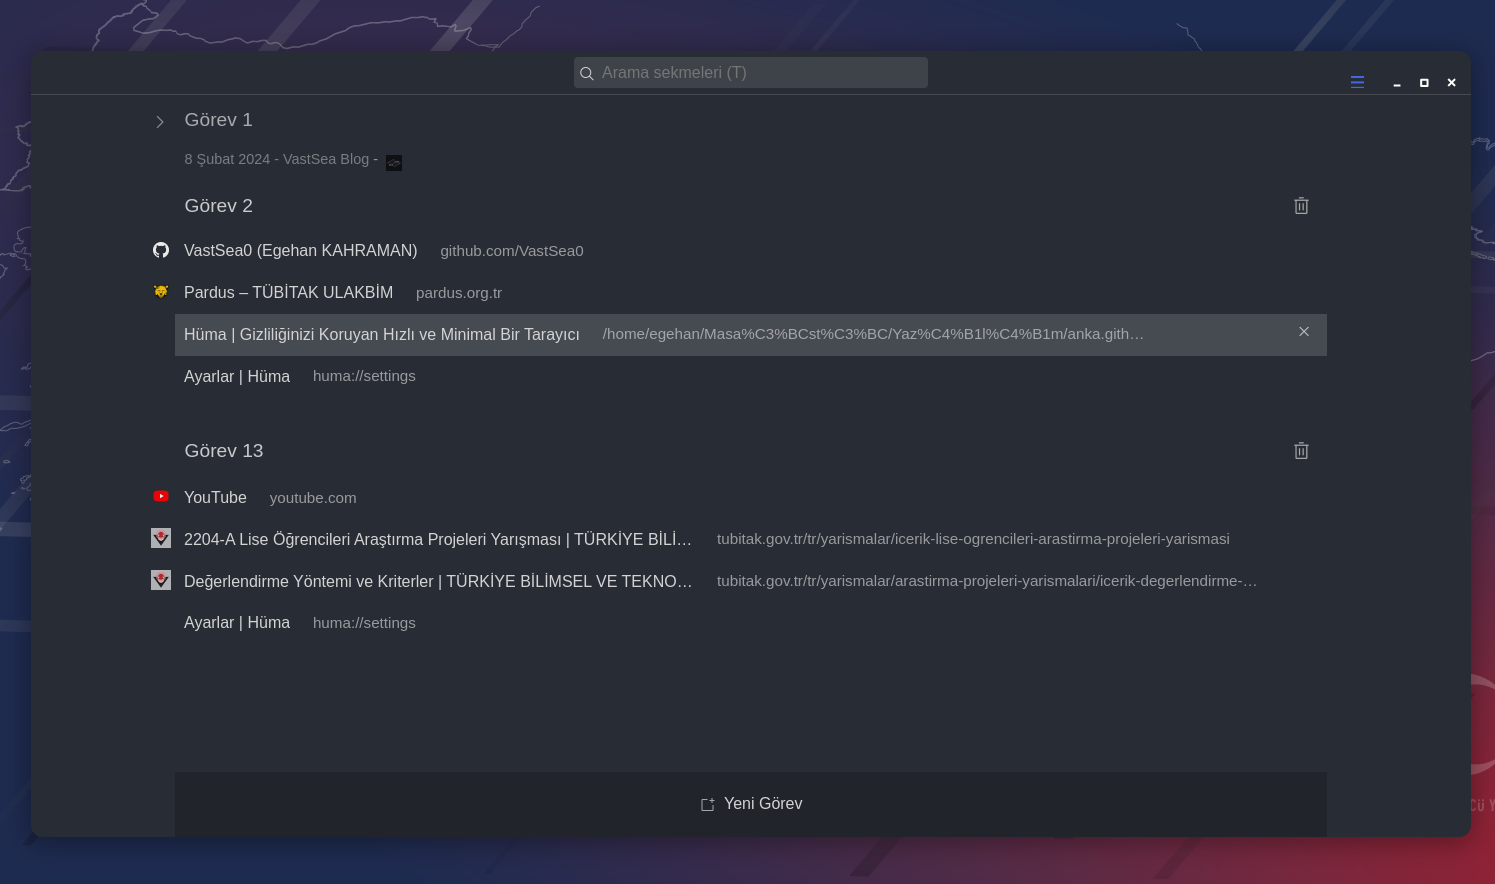 Arama sekmeleri (T)
Görev 1
8 Şubat 2024 - VastSea Blog -
Görev 2
VastSea0 (Egehan KAHRAMAN) github.com/VastSea0
Pardus – TÜBİTAK ULAKBİM pardus.org.tr
Hüma | Gizliliğinizi Koruyan Hızlı ve Minimal Bir Tarayıcı /home/egehan/Masa%C3%BCst%C3%BC/Yaz%C4%B1l%C4%B1m/anka.gith…
Ayarlar | Hüma huma://settings
Görev 13
YouTube youtube.com
2204-A Lise Öğrencileri Araştırma Projeleri Yarışması | TÜRKİYE BİLİ… tubitak.gov.tr/tr/yarismalar/icerik-lise-ogrencileri-arastirma-projeleri-yarismasi
Değerlendirme Yöntemi ve Kriterler | TÜRKİYE BİLİMSEL VE TEKNO… tubitak.gov.tr/tr/yarismalar/arastirma-projeleri-yarismalari/icerik-degerlendirme-…
Ayarlar | Hüma huma://settings
Yeni Görev